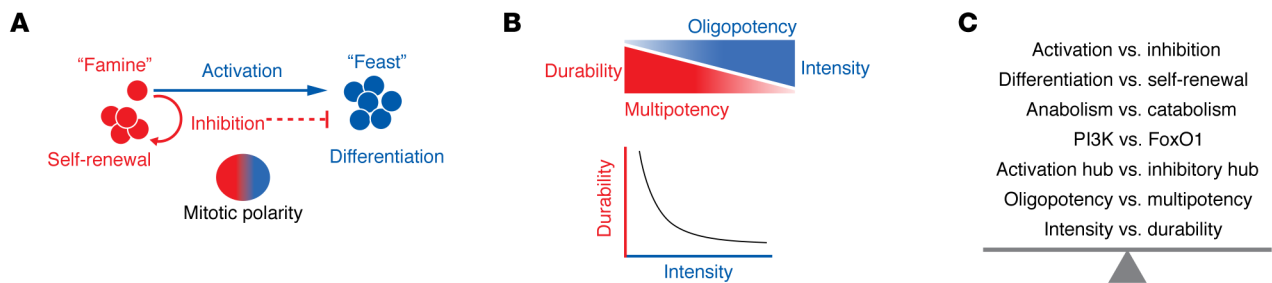 A
"Famine"
Activation
"Feast"
Inhibition
Self-renewal
Differentiation
Mitotic polarity
B
Oligopotency
Durability
Intensity
Multipotency
Durability
Intensity
C
Activation vs. inhibition
Differentiation vs. self-renewal
Anabolism vs. catabolism
PI3K vs. FoxO1
Activation hub vs. inhibitory hub
Oligopotency vs. multipotency
Intensity vs. durability